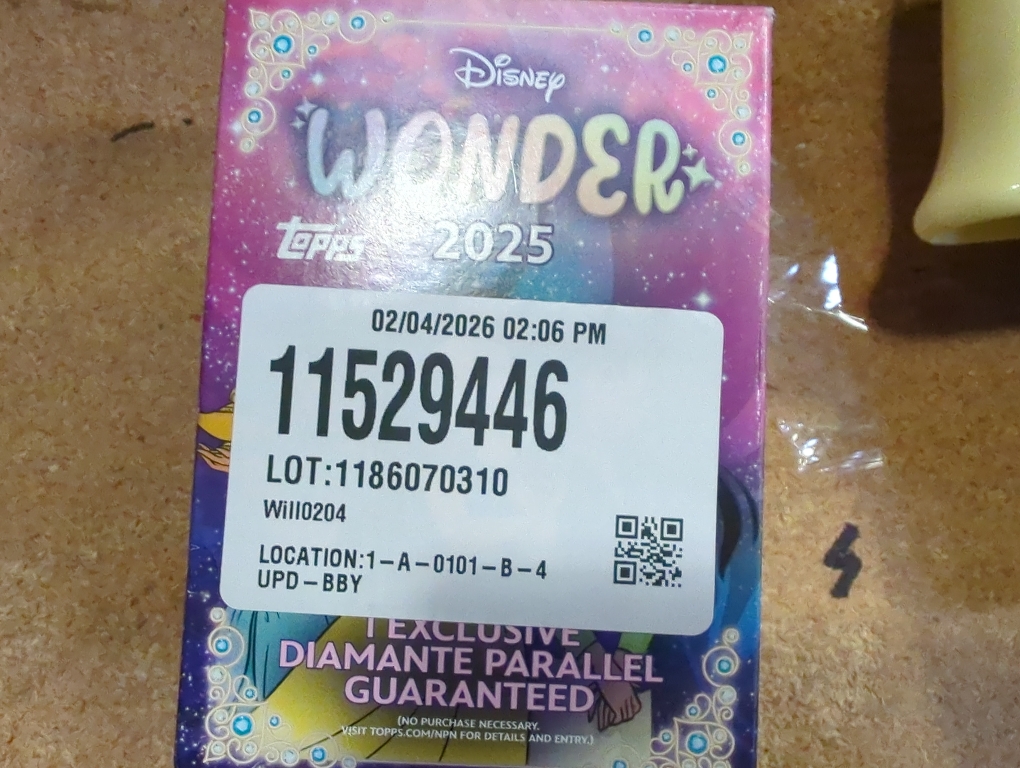 Disney
WONDER
topps 2025
02/04/2026 02:06 PM
11529446
LOT:1186070310
Will0204
LOCATION:1-A-0101-B-4
UPD-BBY
1 EXCLUSIVE
DIAMANTE PARALLEL
GUARANTEED
(NO PURCHASE NECESSARY.
VISIT TOPPS.COM/NPN FOR DETAILS AND ENTRY.)